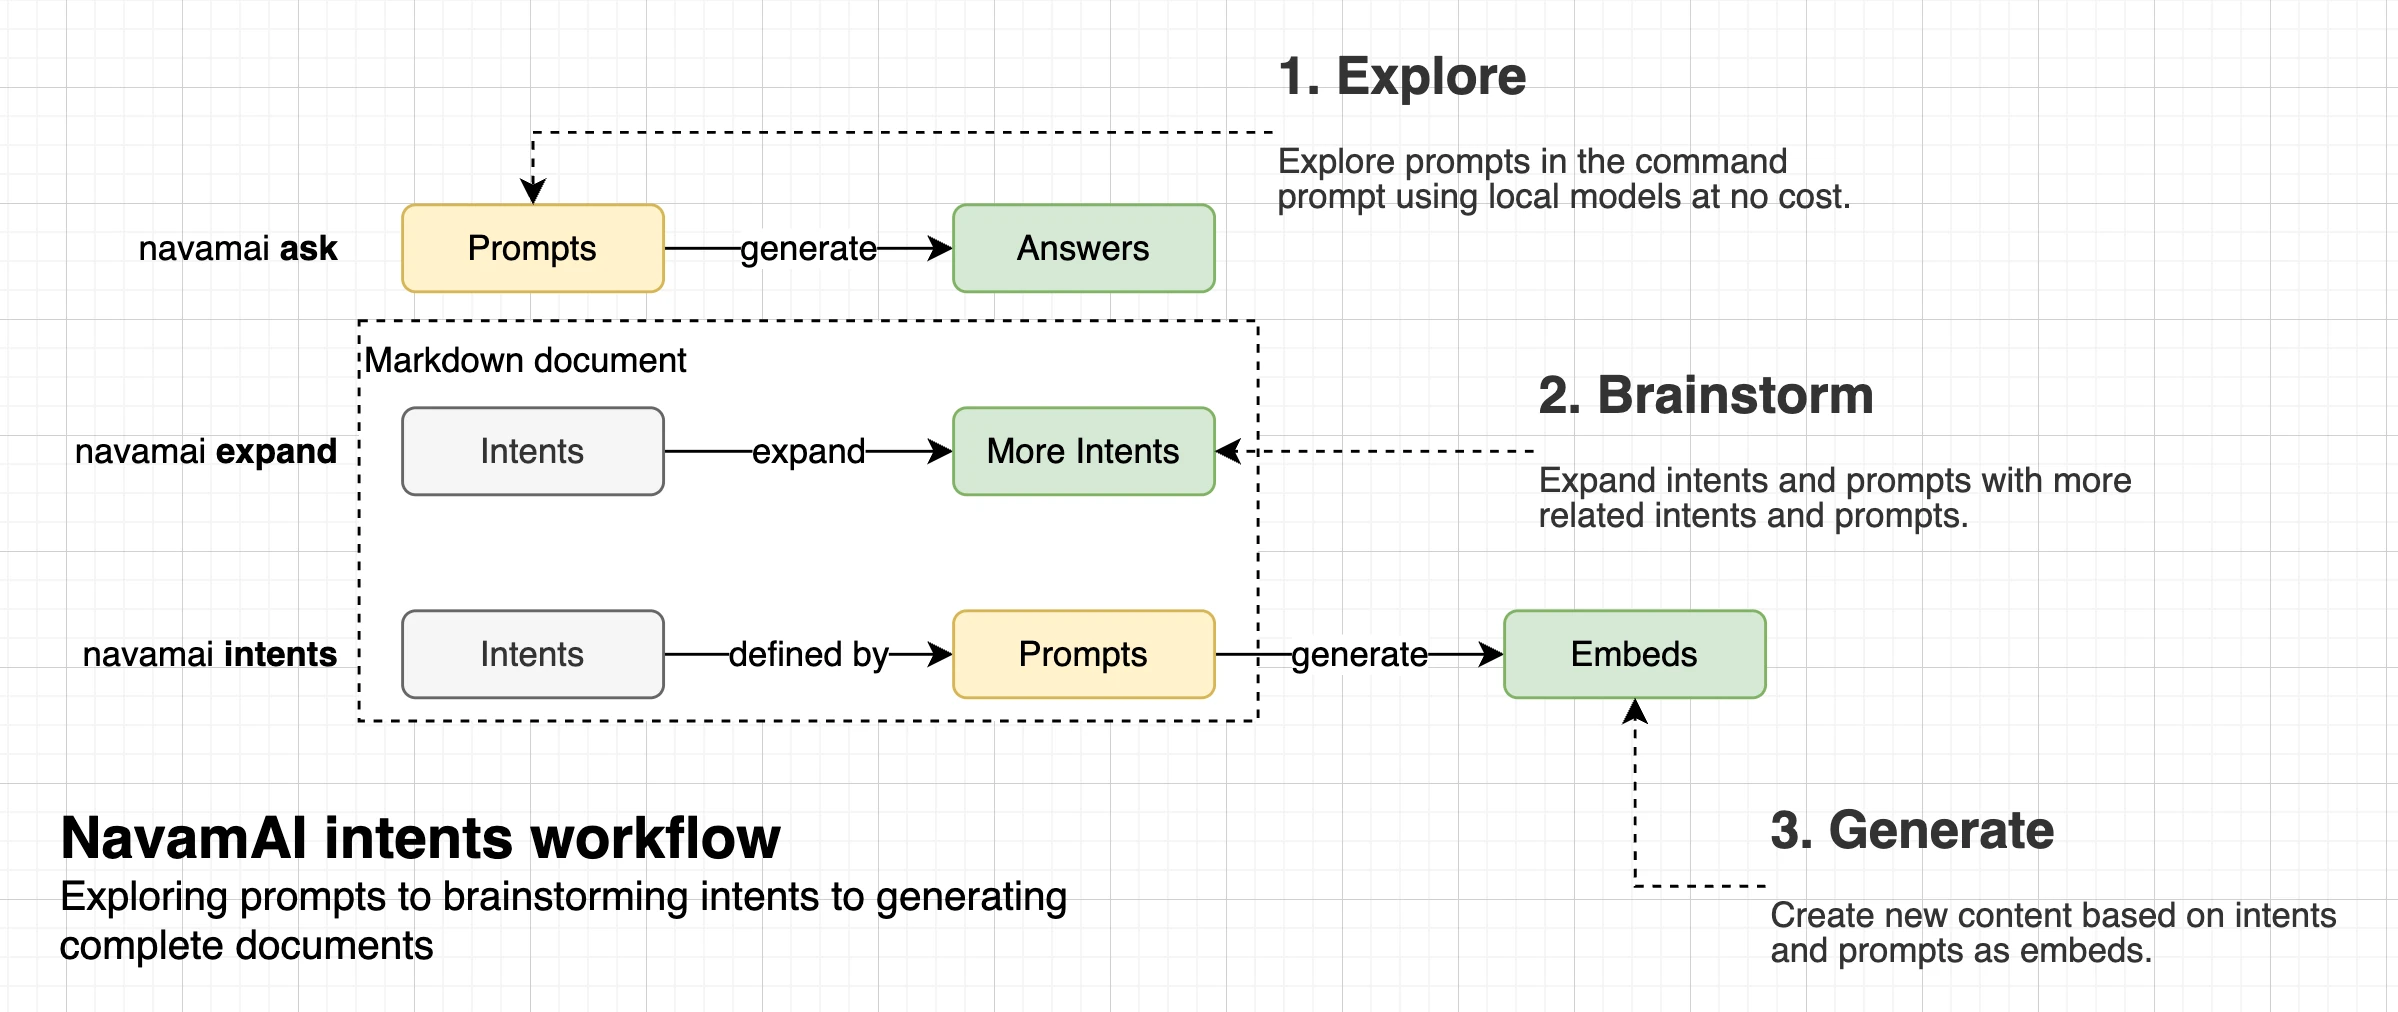 1. Explore
Explore prompts in the command
prompt using local models at no cost.
navamai ask
Prompts
generate
Answers
Markdown document
navamai expand
Intents
expand
More Intents
2. Brainstorm
Expand intents and prompts with more
related intents and prompts.
navamai intents
Intents
defined by
Prompts
generate
Embeds
NavamAI intents workflow
Exploring prompts to brainstorming intents to generating
complete documents
3. Generate
Create new content based on intents
and prompts as embeds.